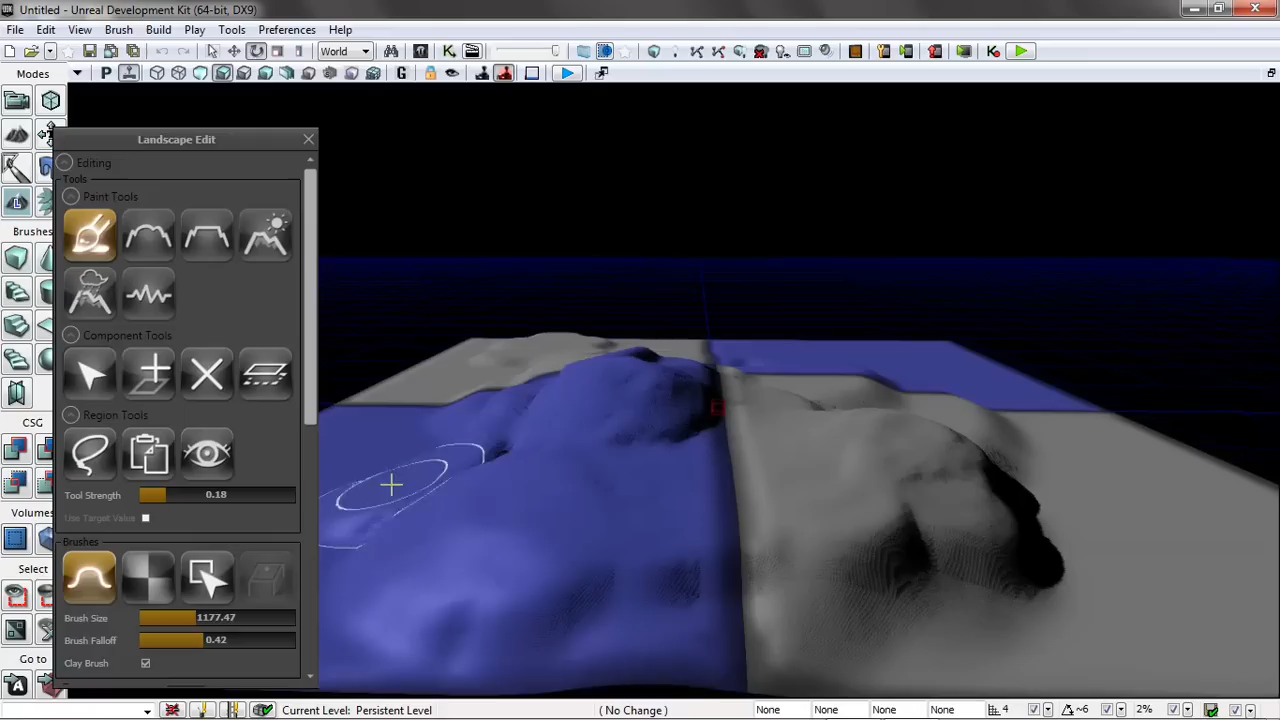 Untitled - Unreal Development Kit (64-bit, DX9)
File Edit View Brush Build Play Tools Preferences Help
World
Modes
P
G
Landscape Edit
Editing
Tools
Paint Tools
Brushes
Component Tools
Region Tools
CSG
Tool Strength 0.18
Use Target Value
Volumes
Brushes
Select
Brush Size 1177.47
Brush Falloff 0.42
Clay Brush
Go to
Current Level: Persistent Level
(No Change)
None None None None 4 ~6 2%